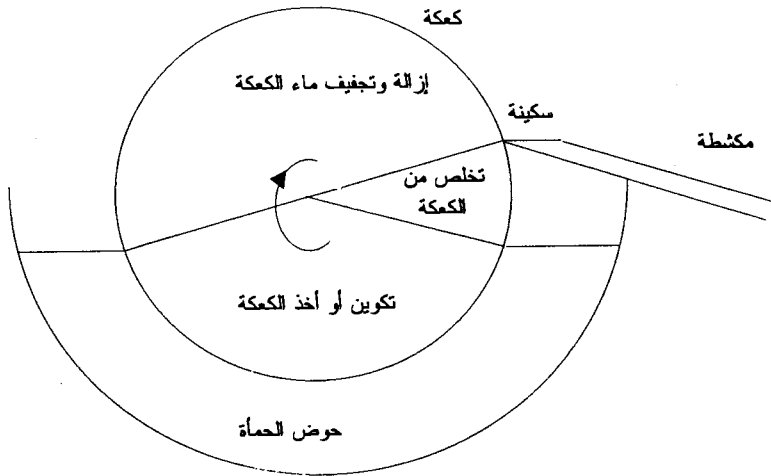 كعكة
إزالة وتجفيف ماء الكعكة
سكينة
مكشطة
تخلص من
الكعكة
تكوين أو أخذ الكعكة
حوض الحمأة